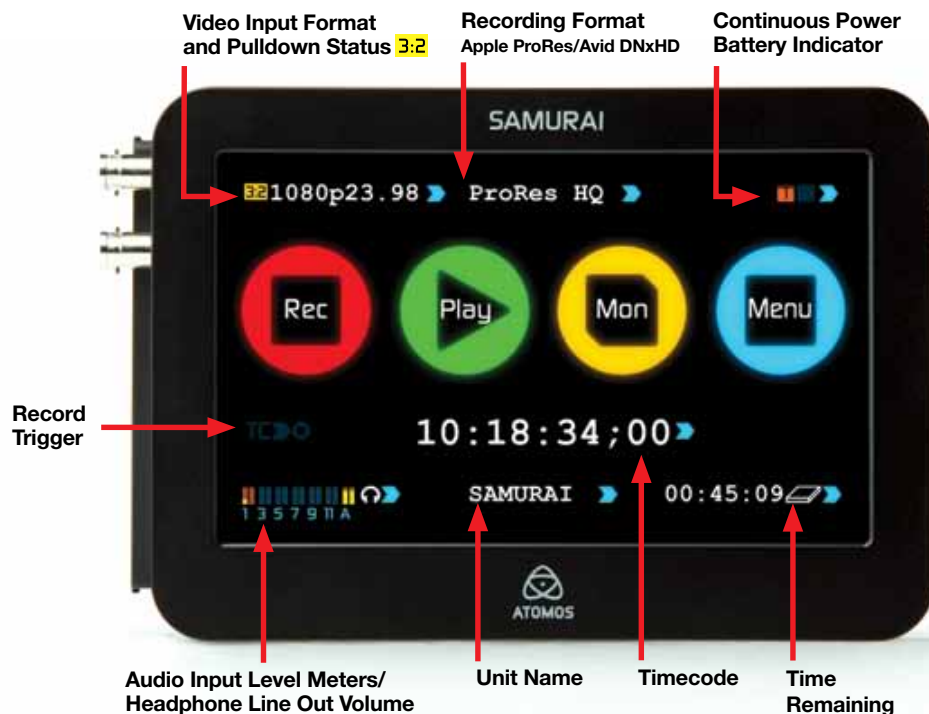 Video Input Format
and Pulldown Status 3:2
Recording Format
Apple ProRes/Avid DNxHD
Continuous Power
Battery Indicator
SAMURAI
3:2 1080p23.98 ProRes HQ 1
Rec Play Mon Menu
Record
Trigger
TC
10:18:34;00
SAMURAI 00:45:09
1 3 5 7 9 11 A
ATOMOS
Audio Input Level Meters/
Headphone Line Out Volume
Unit Name
Timecode
Time
Remaining